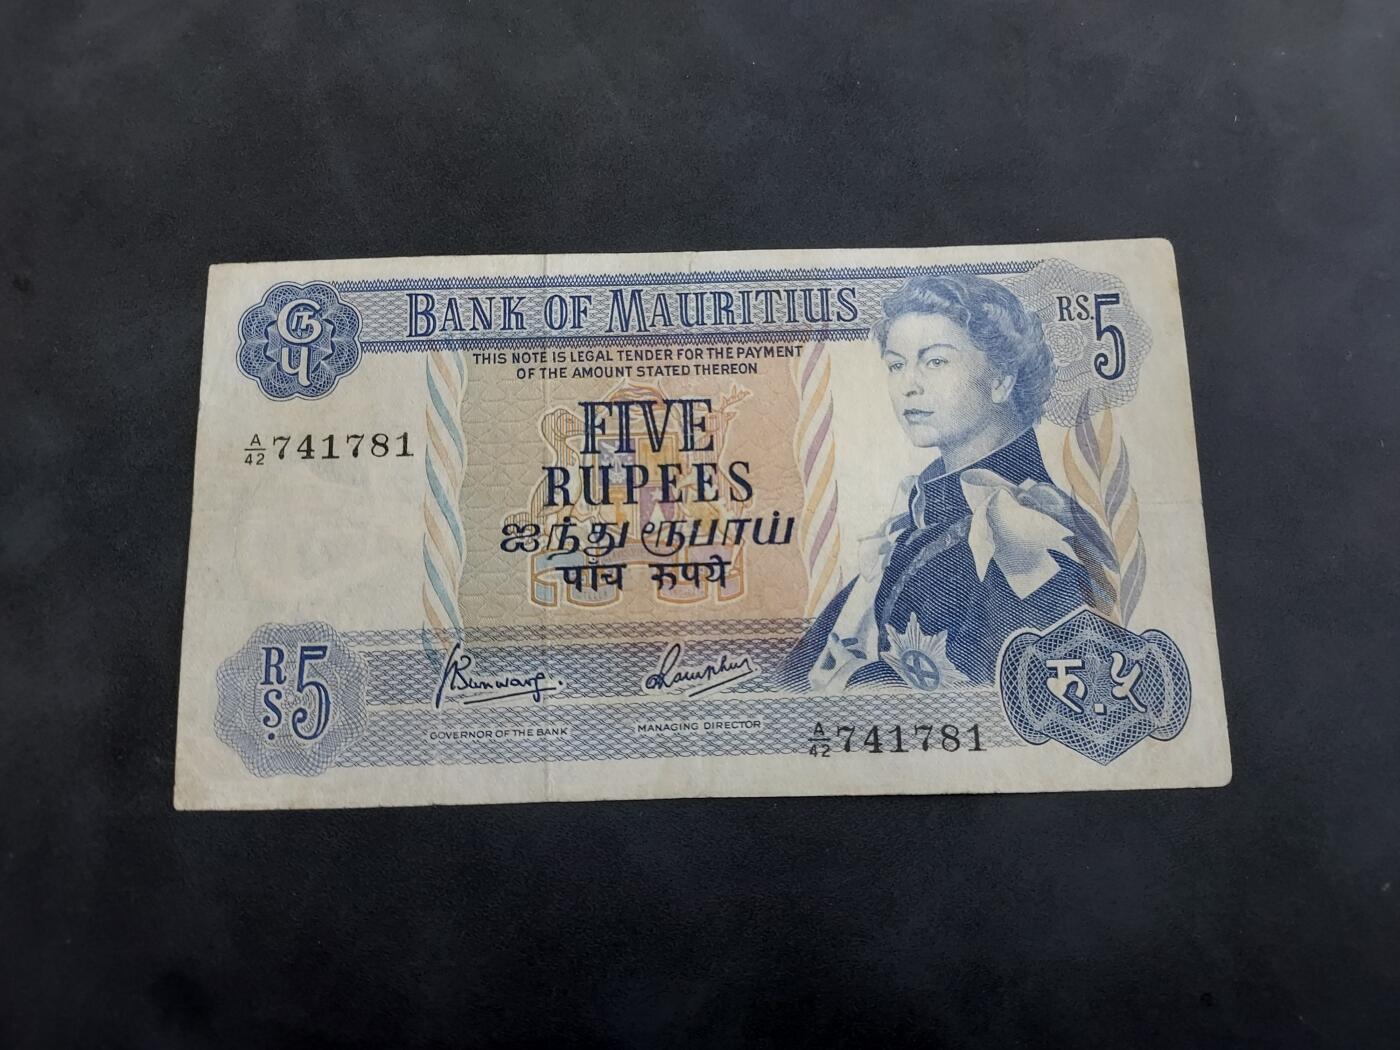 BANK OF MAURITIUS
RS.5
THIS NOTE IS LEGAL TENDER FOR THE PAYMENT
OF THE AMOUNT STATED THEREON
FIVE
RUPEES
ஐந்து ரூபாய்
पाँच रुपये
A/42 741781
RS.5
GOVERNOR OF THE BANK
MANAGING DIRECTOR
A/42 741781
रु.५